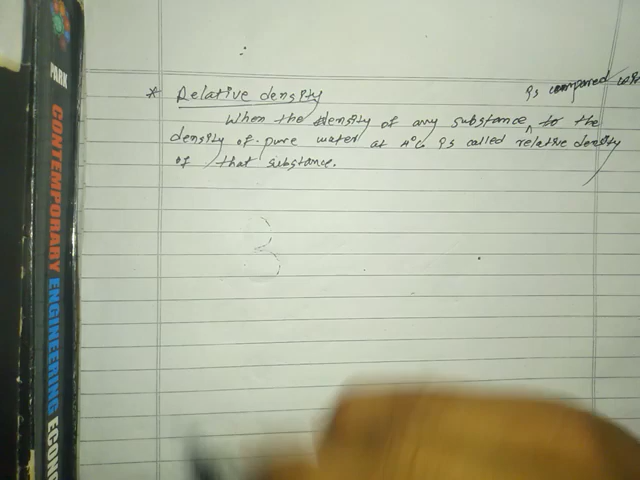 PARK CONTEMPORARY ENGINEERING ECONO
is compared with
* Relative density
When the density of any substance ^ to the
density of pure water at 4°C is called relative density
of that substance.